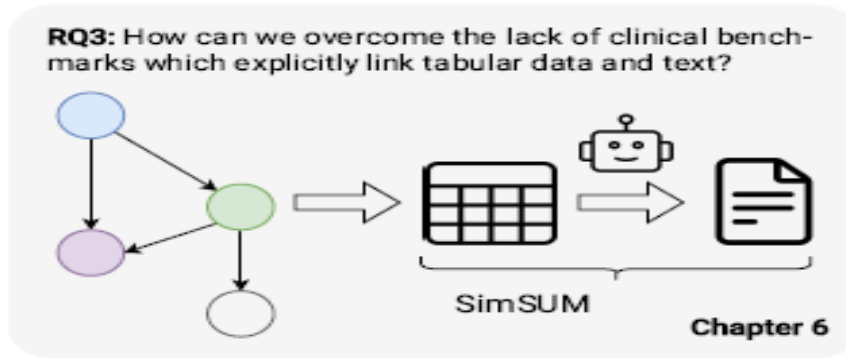 RQ3: How can we overcome the lack of clinical bench-
marks which explicitly link tabular data and text?
SimSUM
Chapter 6